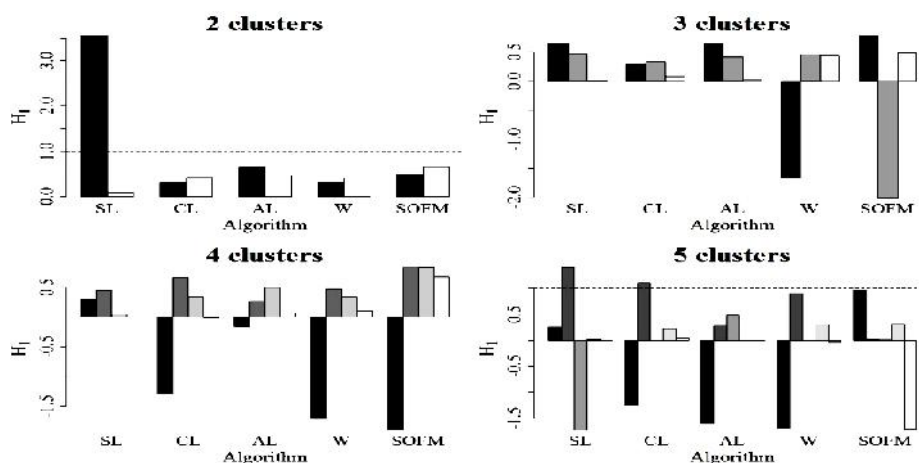 2 clusters
H1
3.0
2.0
1.0
0.0
SL CL AL W SOFM
Algorithm
3 clusters
H1
0.5
0.0
-1.0
-2.0
SL CL AL W SOFM
Algorithm
4 clusters
H1
0.5
-0.5
-1.5
SL CL AL W SOFM
Algorithm
5 clusters
H1
0.5
-0.5
-1.5
SL CL AL W SOFM
Algorithm